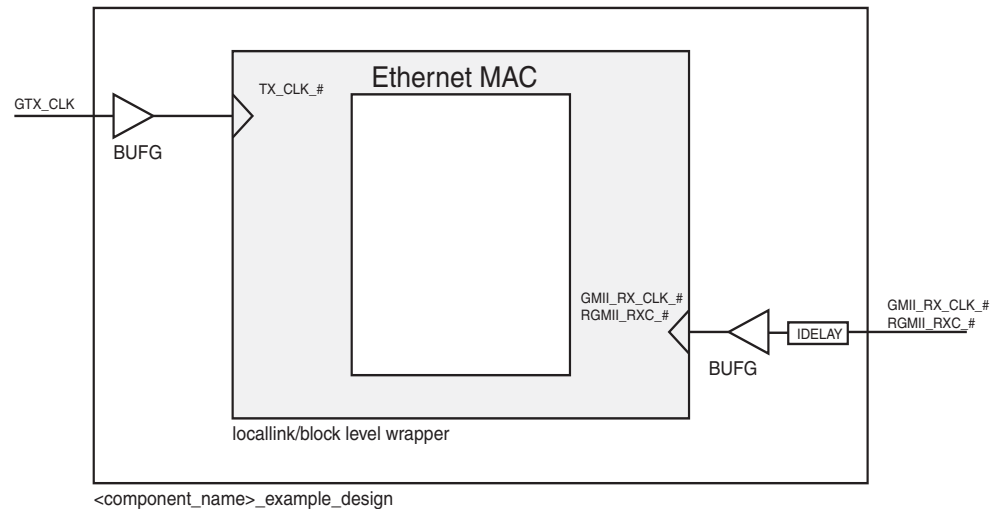 Ethernet MAC
TX_CLK_#
GTX_CLK
BUFG
GMII_RX_CLK_#
RGMII_RXC_#
GMII_RX_CLK_#
RGMII_RXC_#
IDELAY
BUFG
locallink/block level wrapper
<component_name>_example_design